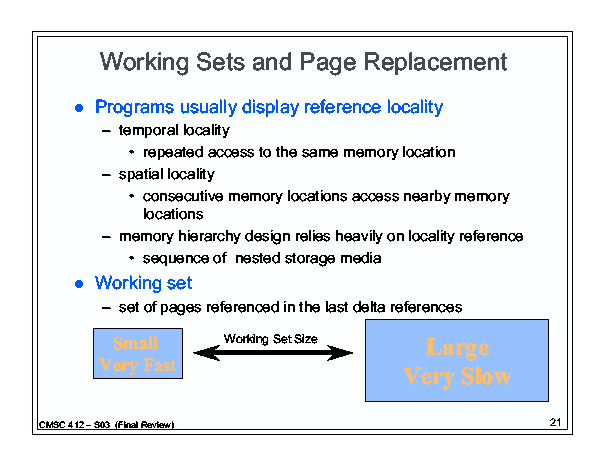 Working Sets and Page Replacement
● Programs usually display reference locality
– temporal locality
• repeated access to the same memory location
– spatial locality
• consecutive memory locations access nearby memory
locations
– memory hierarchy design relies heavily on locality reference
• sequence of nested storage media
● Working set
– set of pages referenced in the last delta references
Small
Very Fast
Working Set Size
Large
Very Slow
CMSC 412 – S03 (Final Review)
21